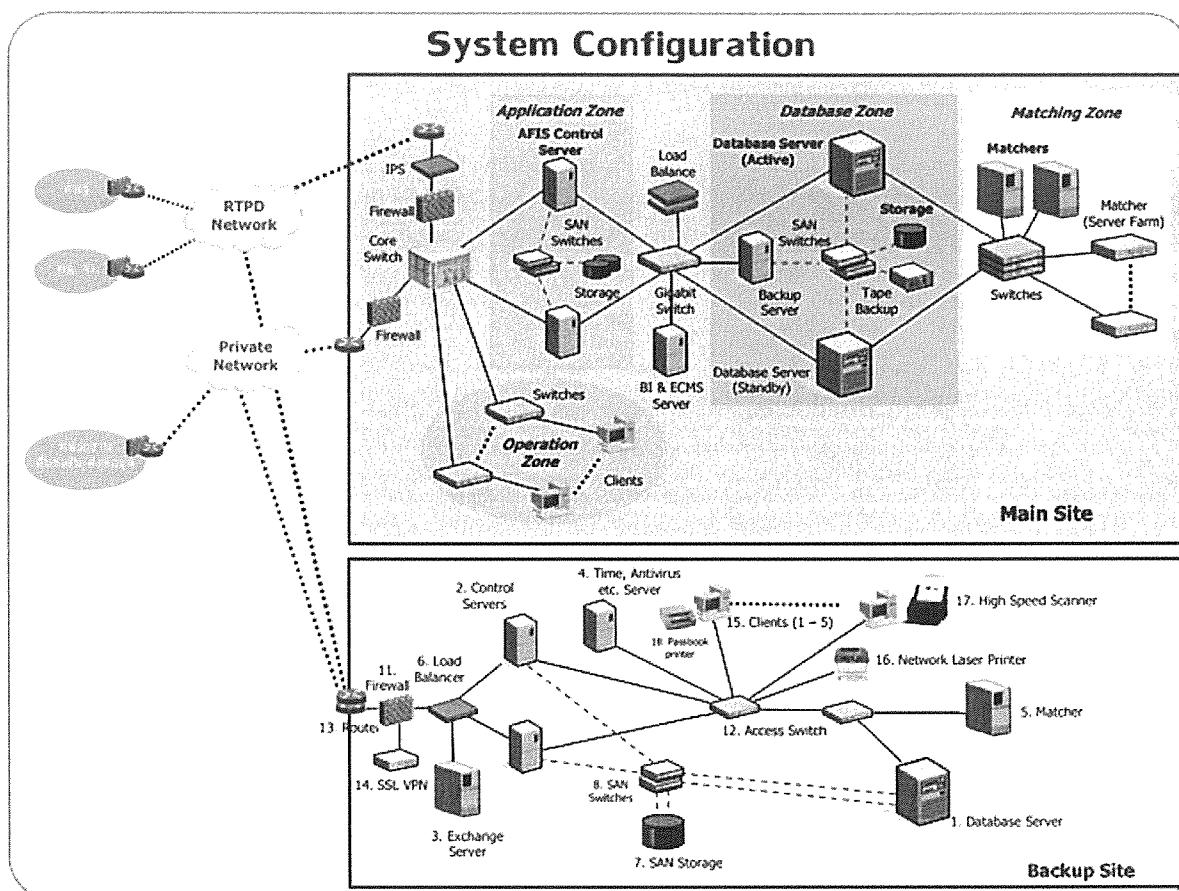 System Configuration
Application Zone
Database Zone
Matching Zone
AFIS Control
Server
IPS
Firewall
Core
Switch
SAN
Switches
Storage
Load
Balance
Gigabit
Switch
BI & ECMS
Server
Database Server
(Active)
Storage
SAN
Switches
Backup
Server
Tape
Backup
Database Server
(Standby)
Matchers
Matcher
(Server Farm)
Switches
RTPD
Network
Private
Network
Firewall
Switches
Operation
Zone
Clients
Main Site
2. Control
Servers
4. Time, Antivirus
etc. Server
18. Passbook
printer
15. Clients (1 – 5)
17. High Speed Scanner
16. Network Laser Printer
6. Load
Balancer
11.
Firewall
13. Router
14. SSL VPN
12. Access Switch
5. Matcher
8. SAN
Switches
3. Exchange
Server
7. SAN Storage
1. Database Server
Backup Site